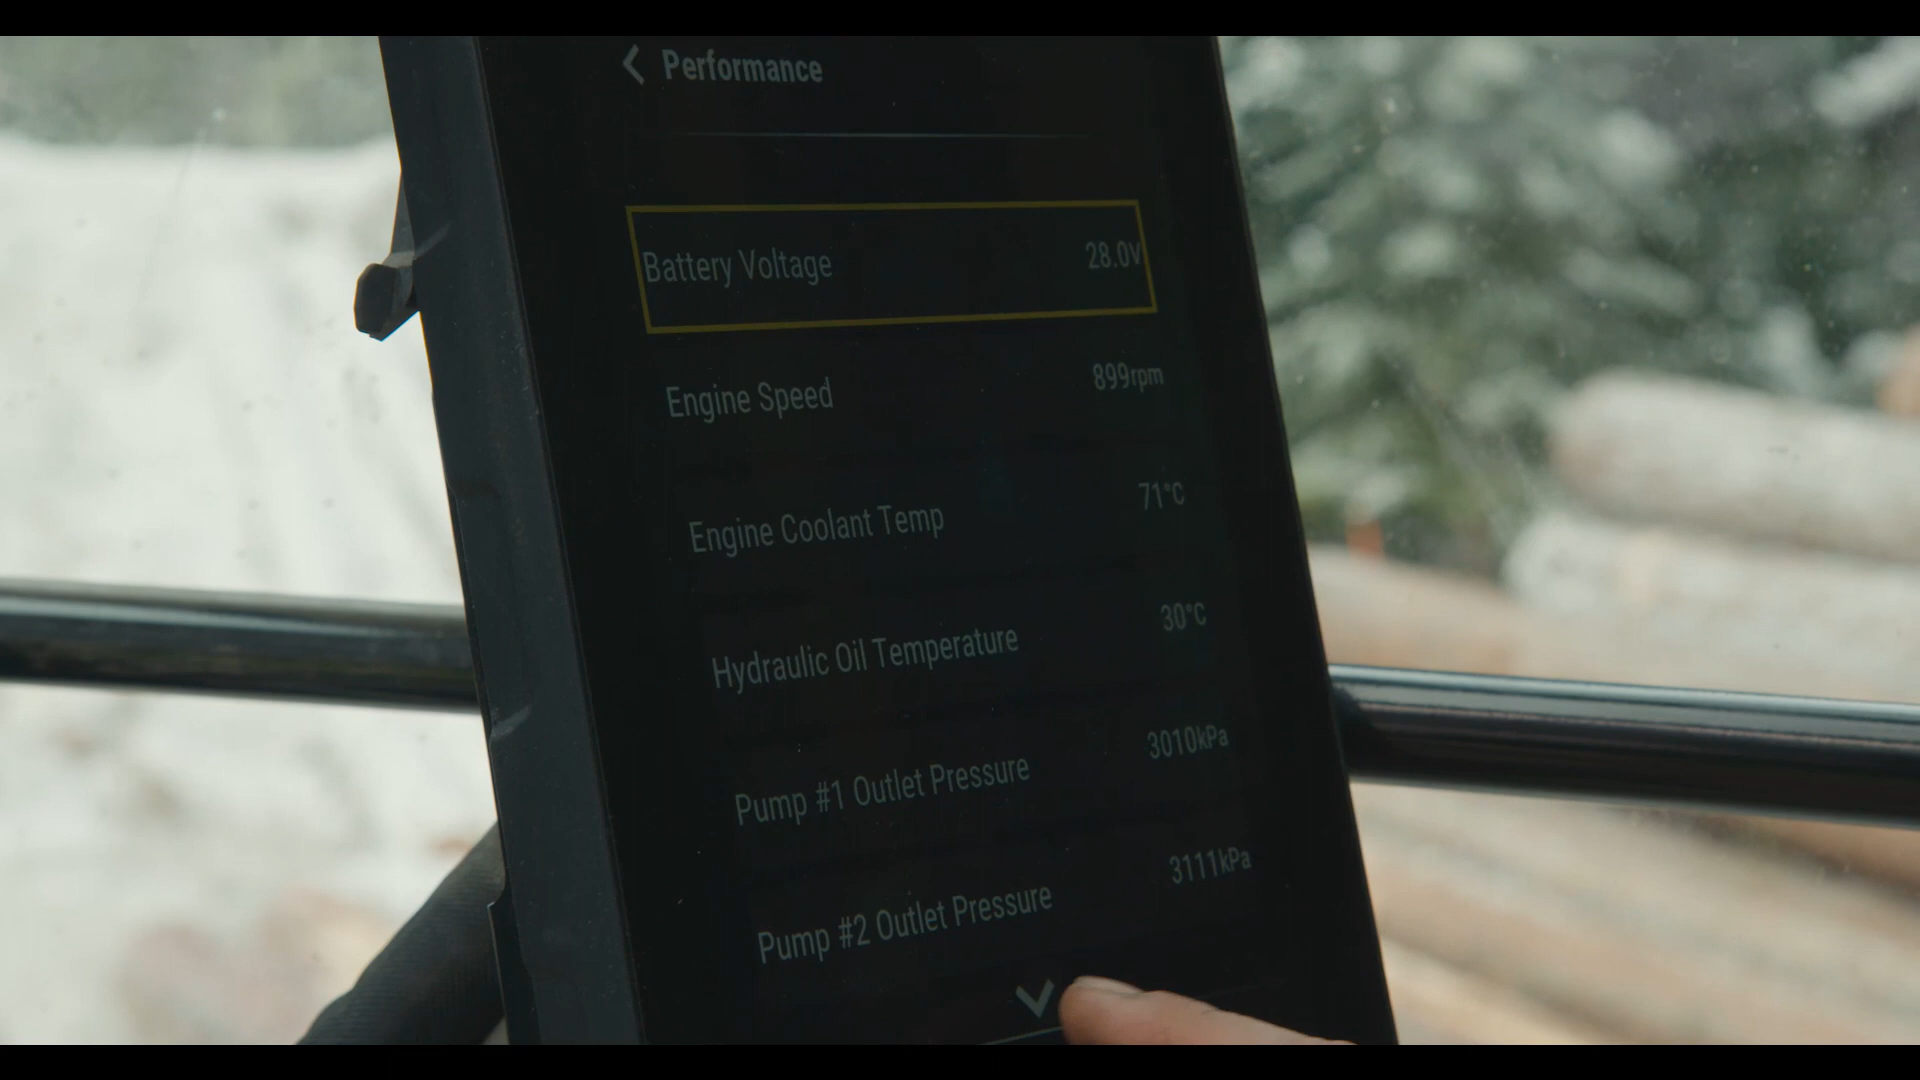 Performance
Battery Voltage 28.0V
Engine Speed 899rpm
Engine Coolant Temp 71°C
Hydraulic Oil Temperature 30°C
Pump #1 Outlet Pressure 3010kPa
Pump #2 Outlet Pressure 3111kPa